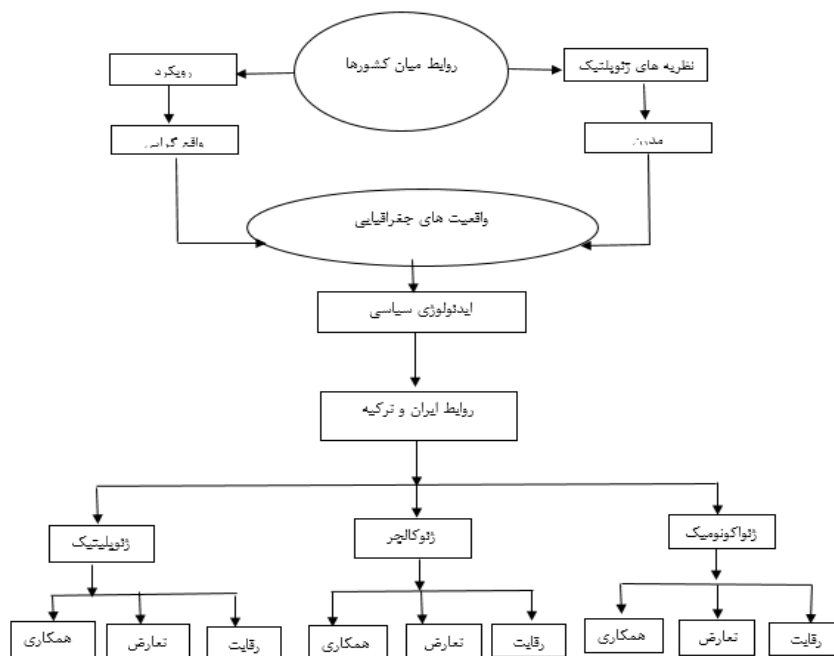 روابط میان کشورها
نظریه های ژئوپلتیک
رویکرد
مدرن
واقع گرایی
واقعیت های جغرافیایی
ایدئولوژی سیاسی
روابط ایران و ترکیه
ژئواکونومیک
ژئوکالچر
ژئوپلیتیک
رقابت
تعارض
همکاری
رقابت
تعارض
همکاری
رقابت
تعارض
همکاری